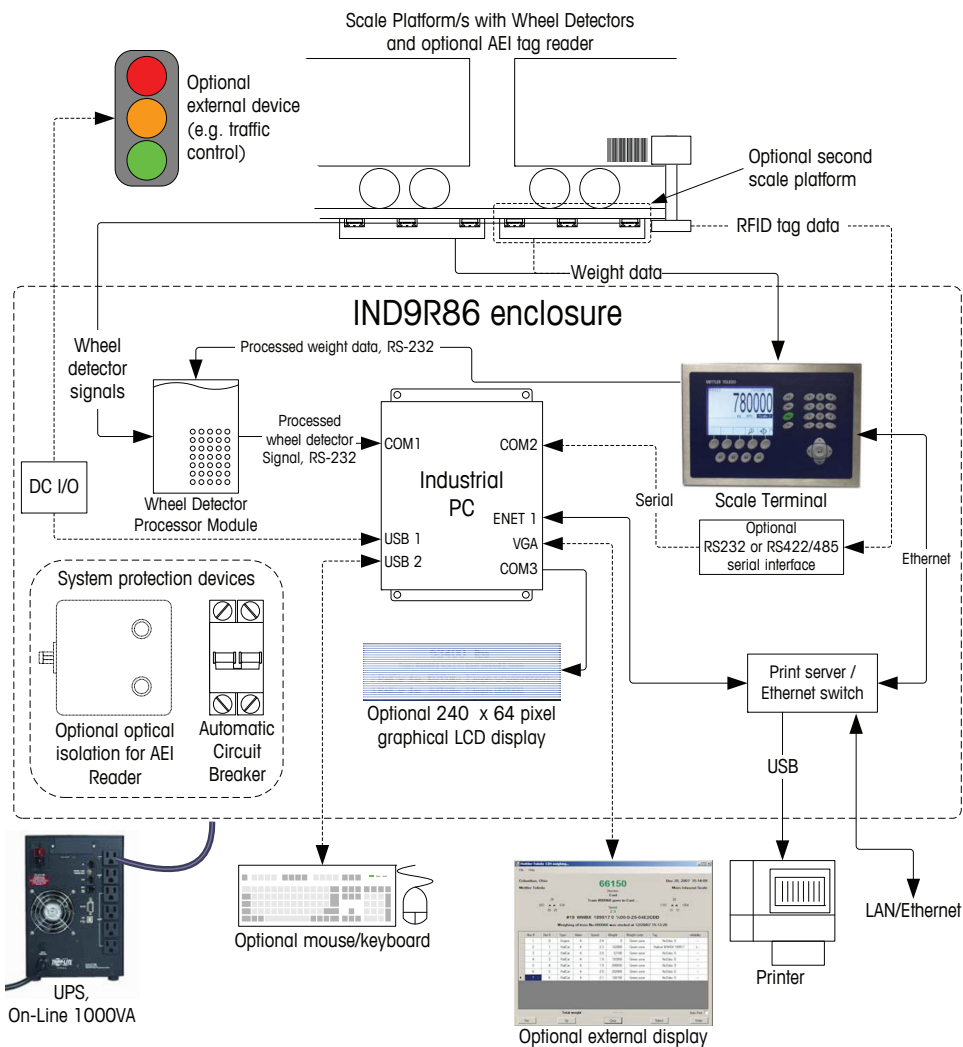 Scale Platform/s with Wheel Detectors
and optional AEI tag reader
Optional
external device
(e.g. traffic
control)
Optional second
scale platform
RFID tag data
Weight data
IND9R86 enclosure
Wheel
detector
signals
Processed weight data, RS-232
METTLER TOLEDO
780000
Processed
wheel detector
Signal, RS-232
COM1
COM2
Industrial
PC
ENET 1
VGA
COM3
USB 1
USB 2
DC I/O
Wheel Detector
Processor Module
Scale Terminal
Serial
Optional
RS232 or RS422/485
serial interface
Ethernet
System protection devices
Optional optical
isolation for AEI
Reader
Automatic
Circuit
Breaker
Optional 240 x 64 pixel
graphical LCD display
Print server /
Ethernet switch
USB
UPS,
On-Line 1000VA
Optional mouse/keyboard
66150
Optional external display
Printer
LAN/Ethernet